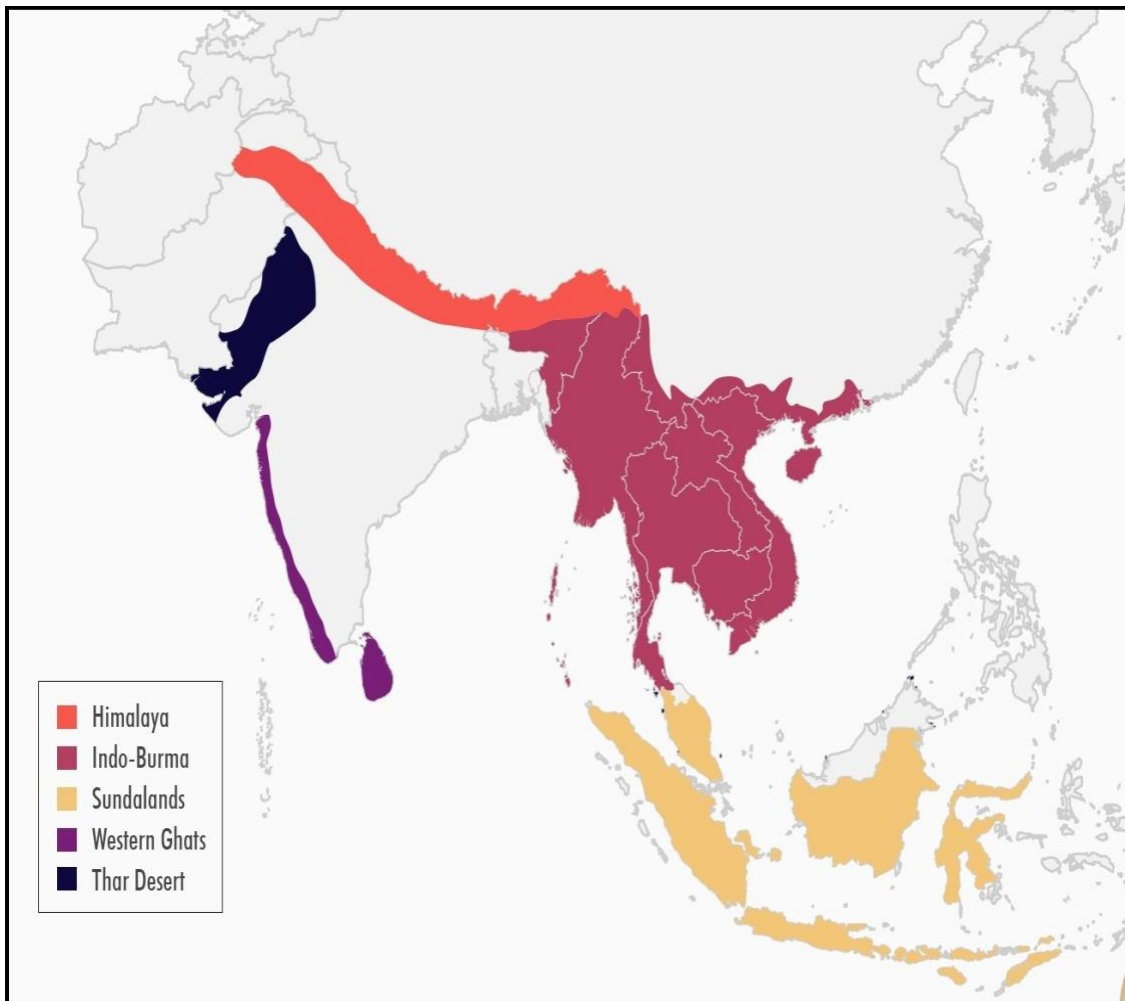 Himalaya
Indo-Burma
Sundalands
Western Ghats
Thar Desert